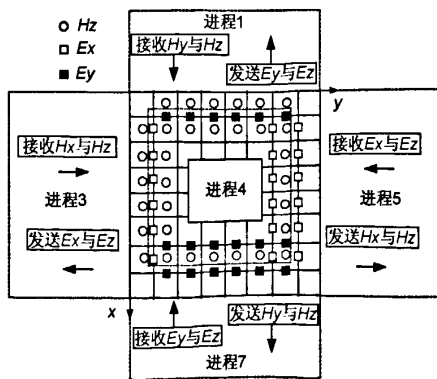 进程1
Hz
Ex
Ey
接收Hy与Hz
发送Ey与Ez
y
接收Hx与Hz
接收Ex与Ez
进程3
进程4
进程5
发送Ex与Ez
发送Hx与Hz
x
接收Ey与Ez
发送Hy与Hz
进程7